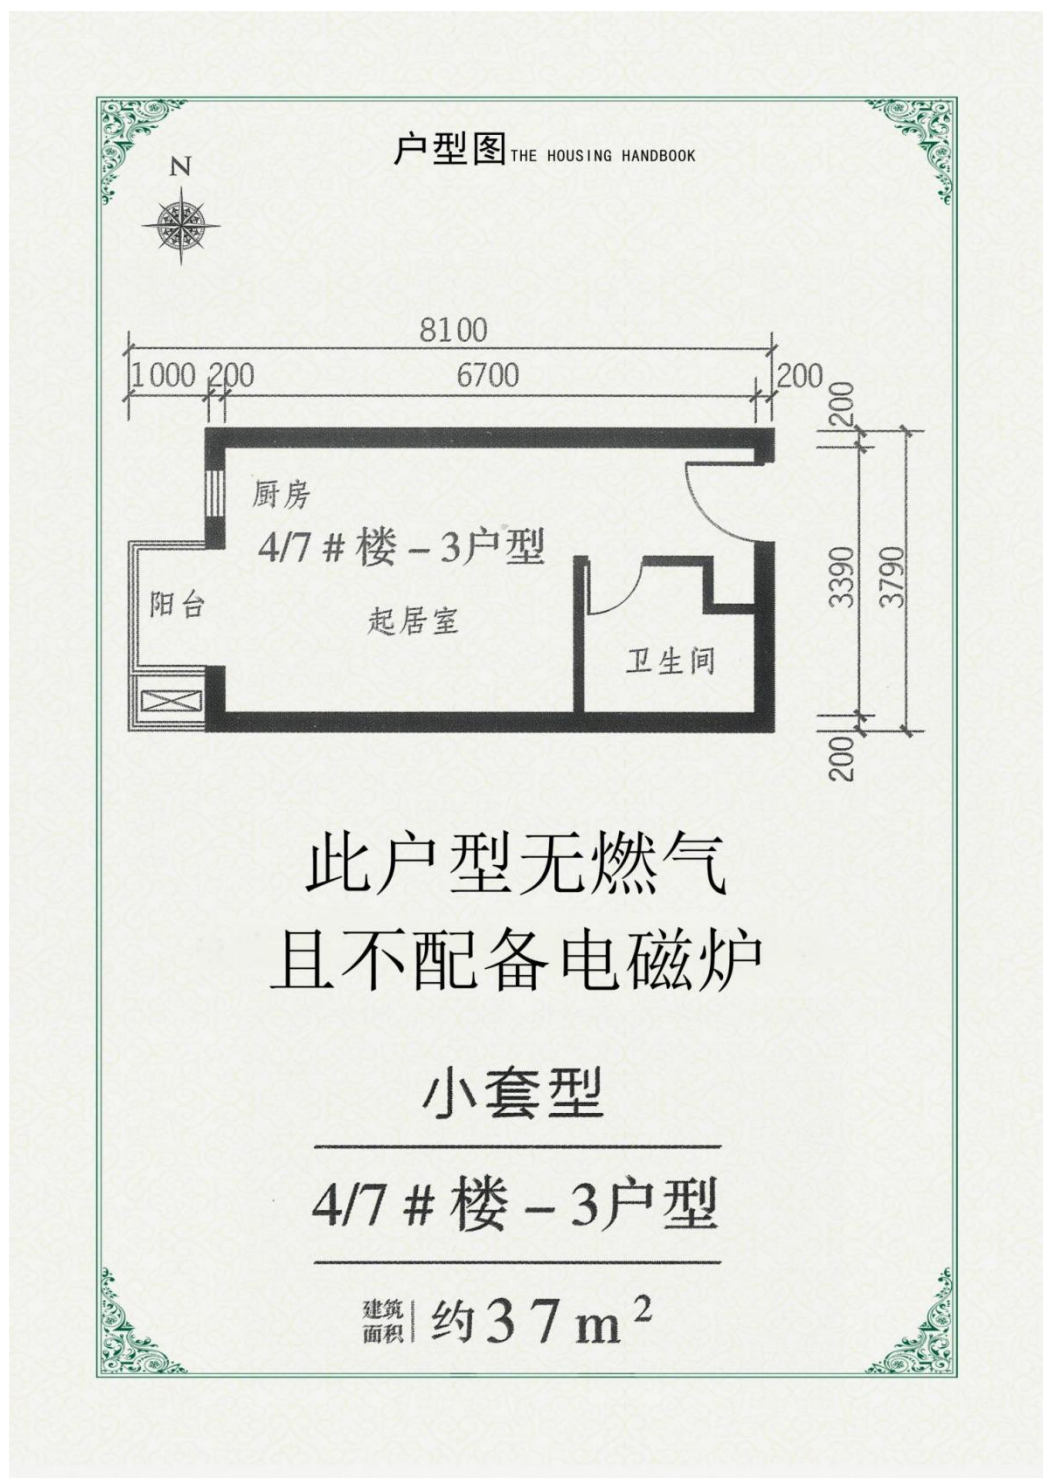 户型图THE HOUSING HANDBOOK
N
8100
1000 200 6700 200
200
厨房
4/7 # 楼 – 3户型
阳台
起居室
卫生间
3390
3790
200
此户型无燃气
且不配备电磁炉
小套型
4/7 # 楼 – 3户型
建筑
面积
约37m²